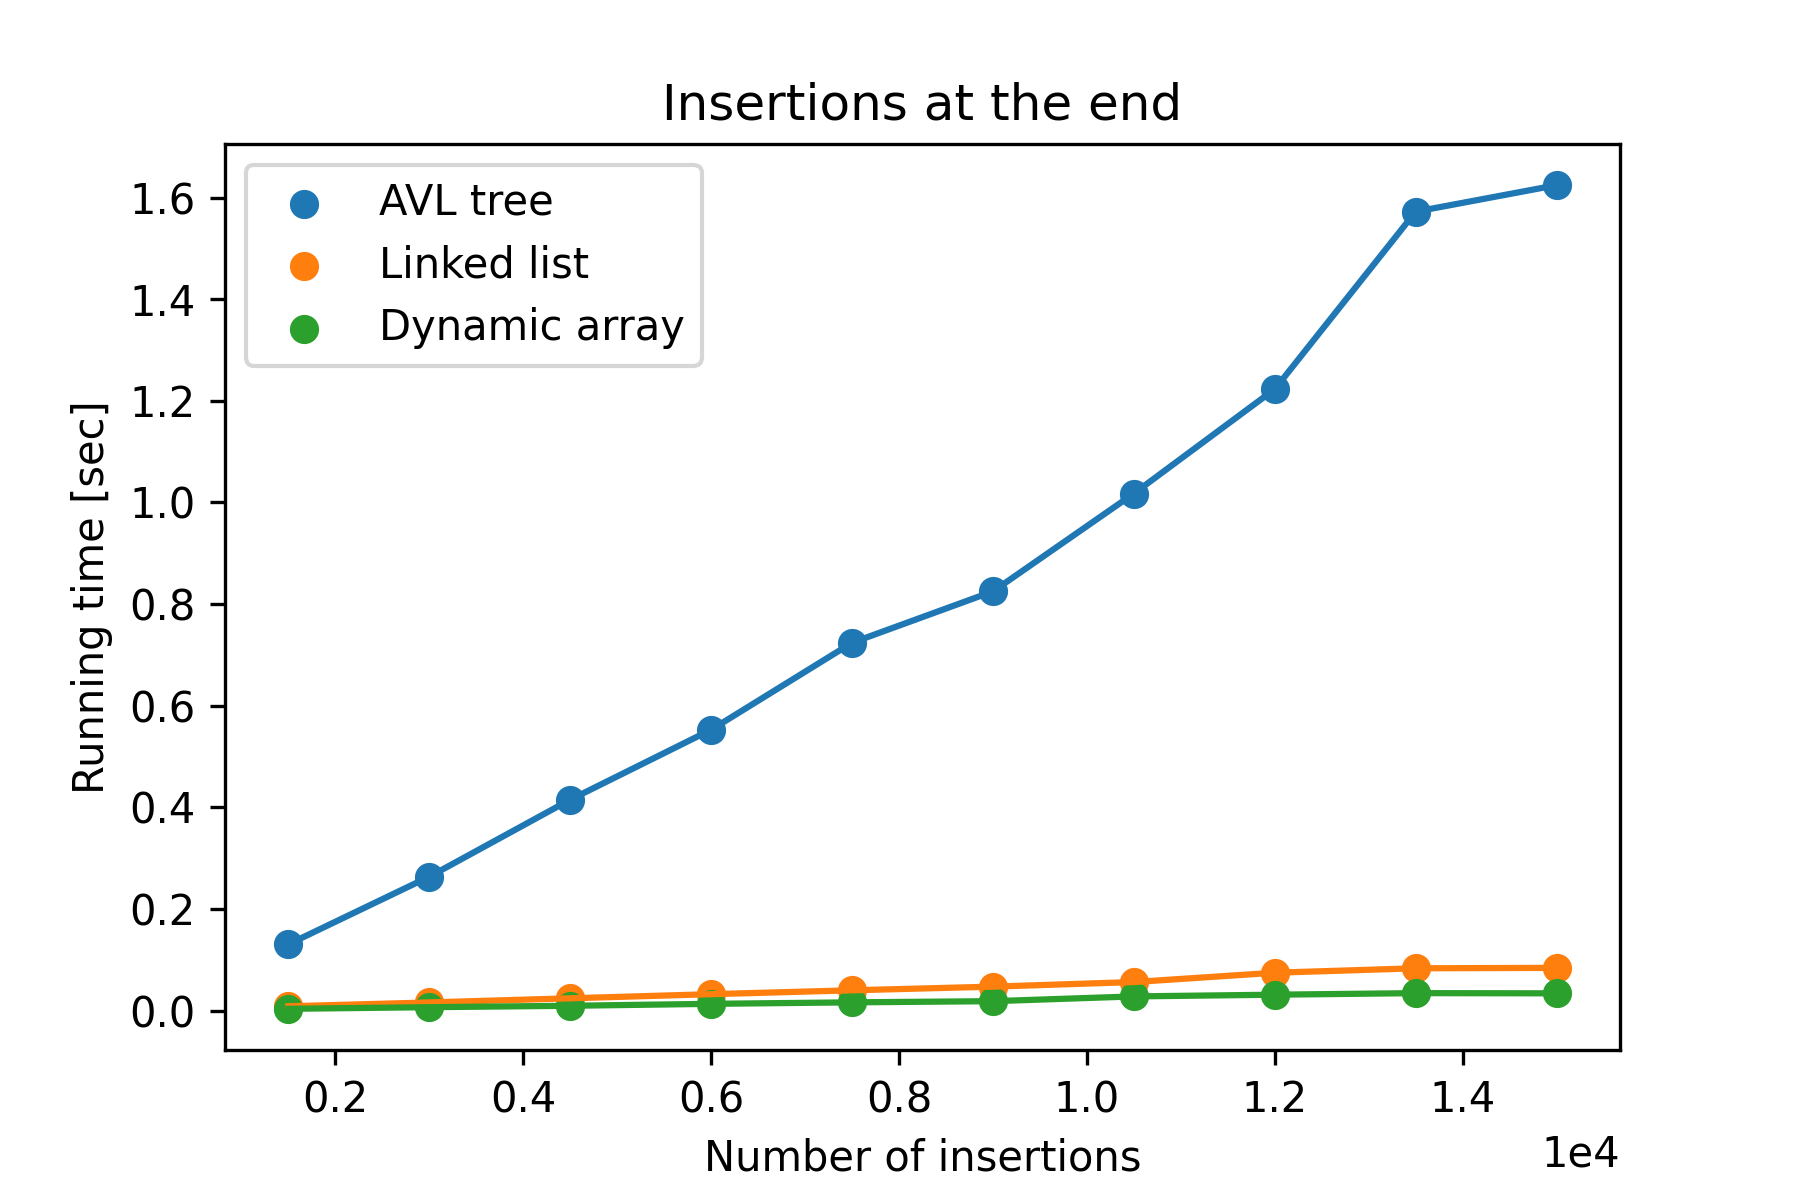 Insertions at the end
AVL tree
Linked list
Dynamic array
Running time [sec]
1.6
1.4
1.2
1.0
0.8
0.6
0.4
0.2
0.0
0.2 0.4 0.6 0.8 1.0 1.2 1.4
1e4
Number of insertions